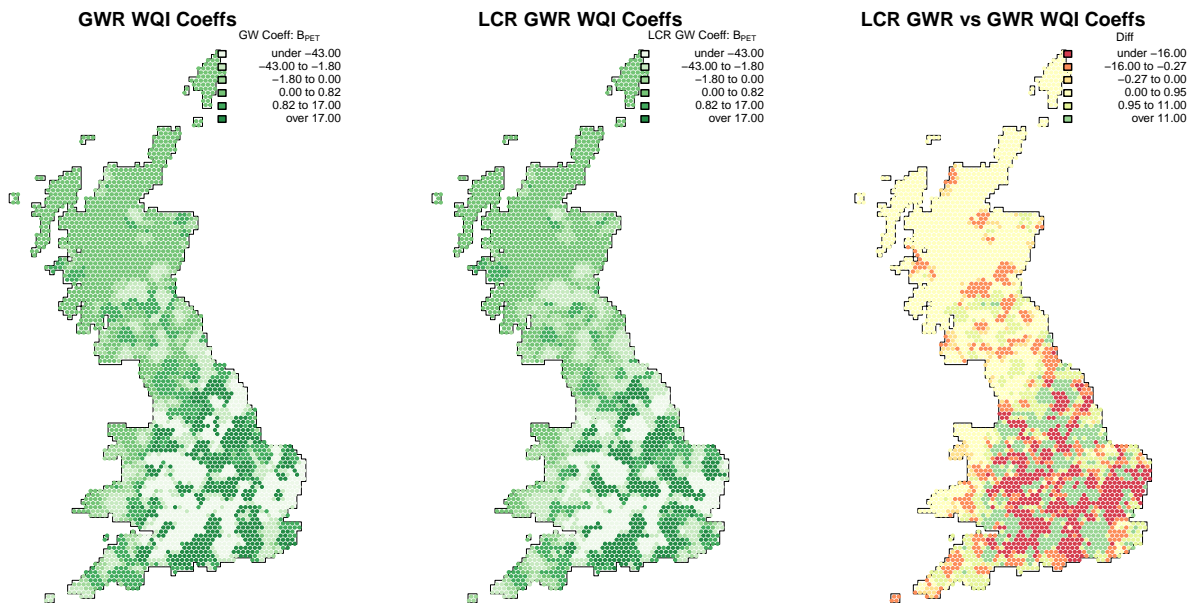 GWR WQI Coeffs
GW Coeff: BPET
under −43.00
−43.00 to −1.80
−1.80 to 0.00
0.00 to 0.82
0.82 to 17.00
over 17.00
LCR GWR WQI Coeffs
LCR GW Coeff: BPET
under −43.00
−43.00 to −1.80
−1.80 to 0.00
0.00 to 0.82
0.82 to 17.00
over 17.00
LCR GWR vs GWR WQI Coeffs
Diff
under −16.00
−16.00 to −0.27
−0.27 to 0.00
0.00 to 0.95
0.95 to 11.00
over 11.00